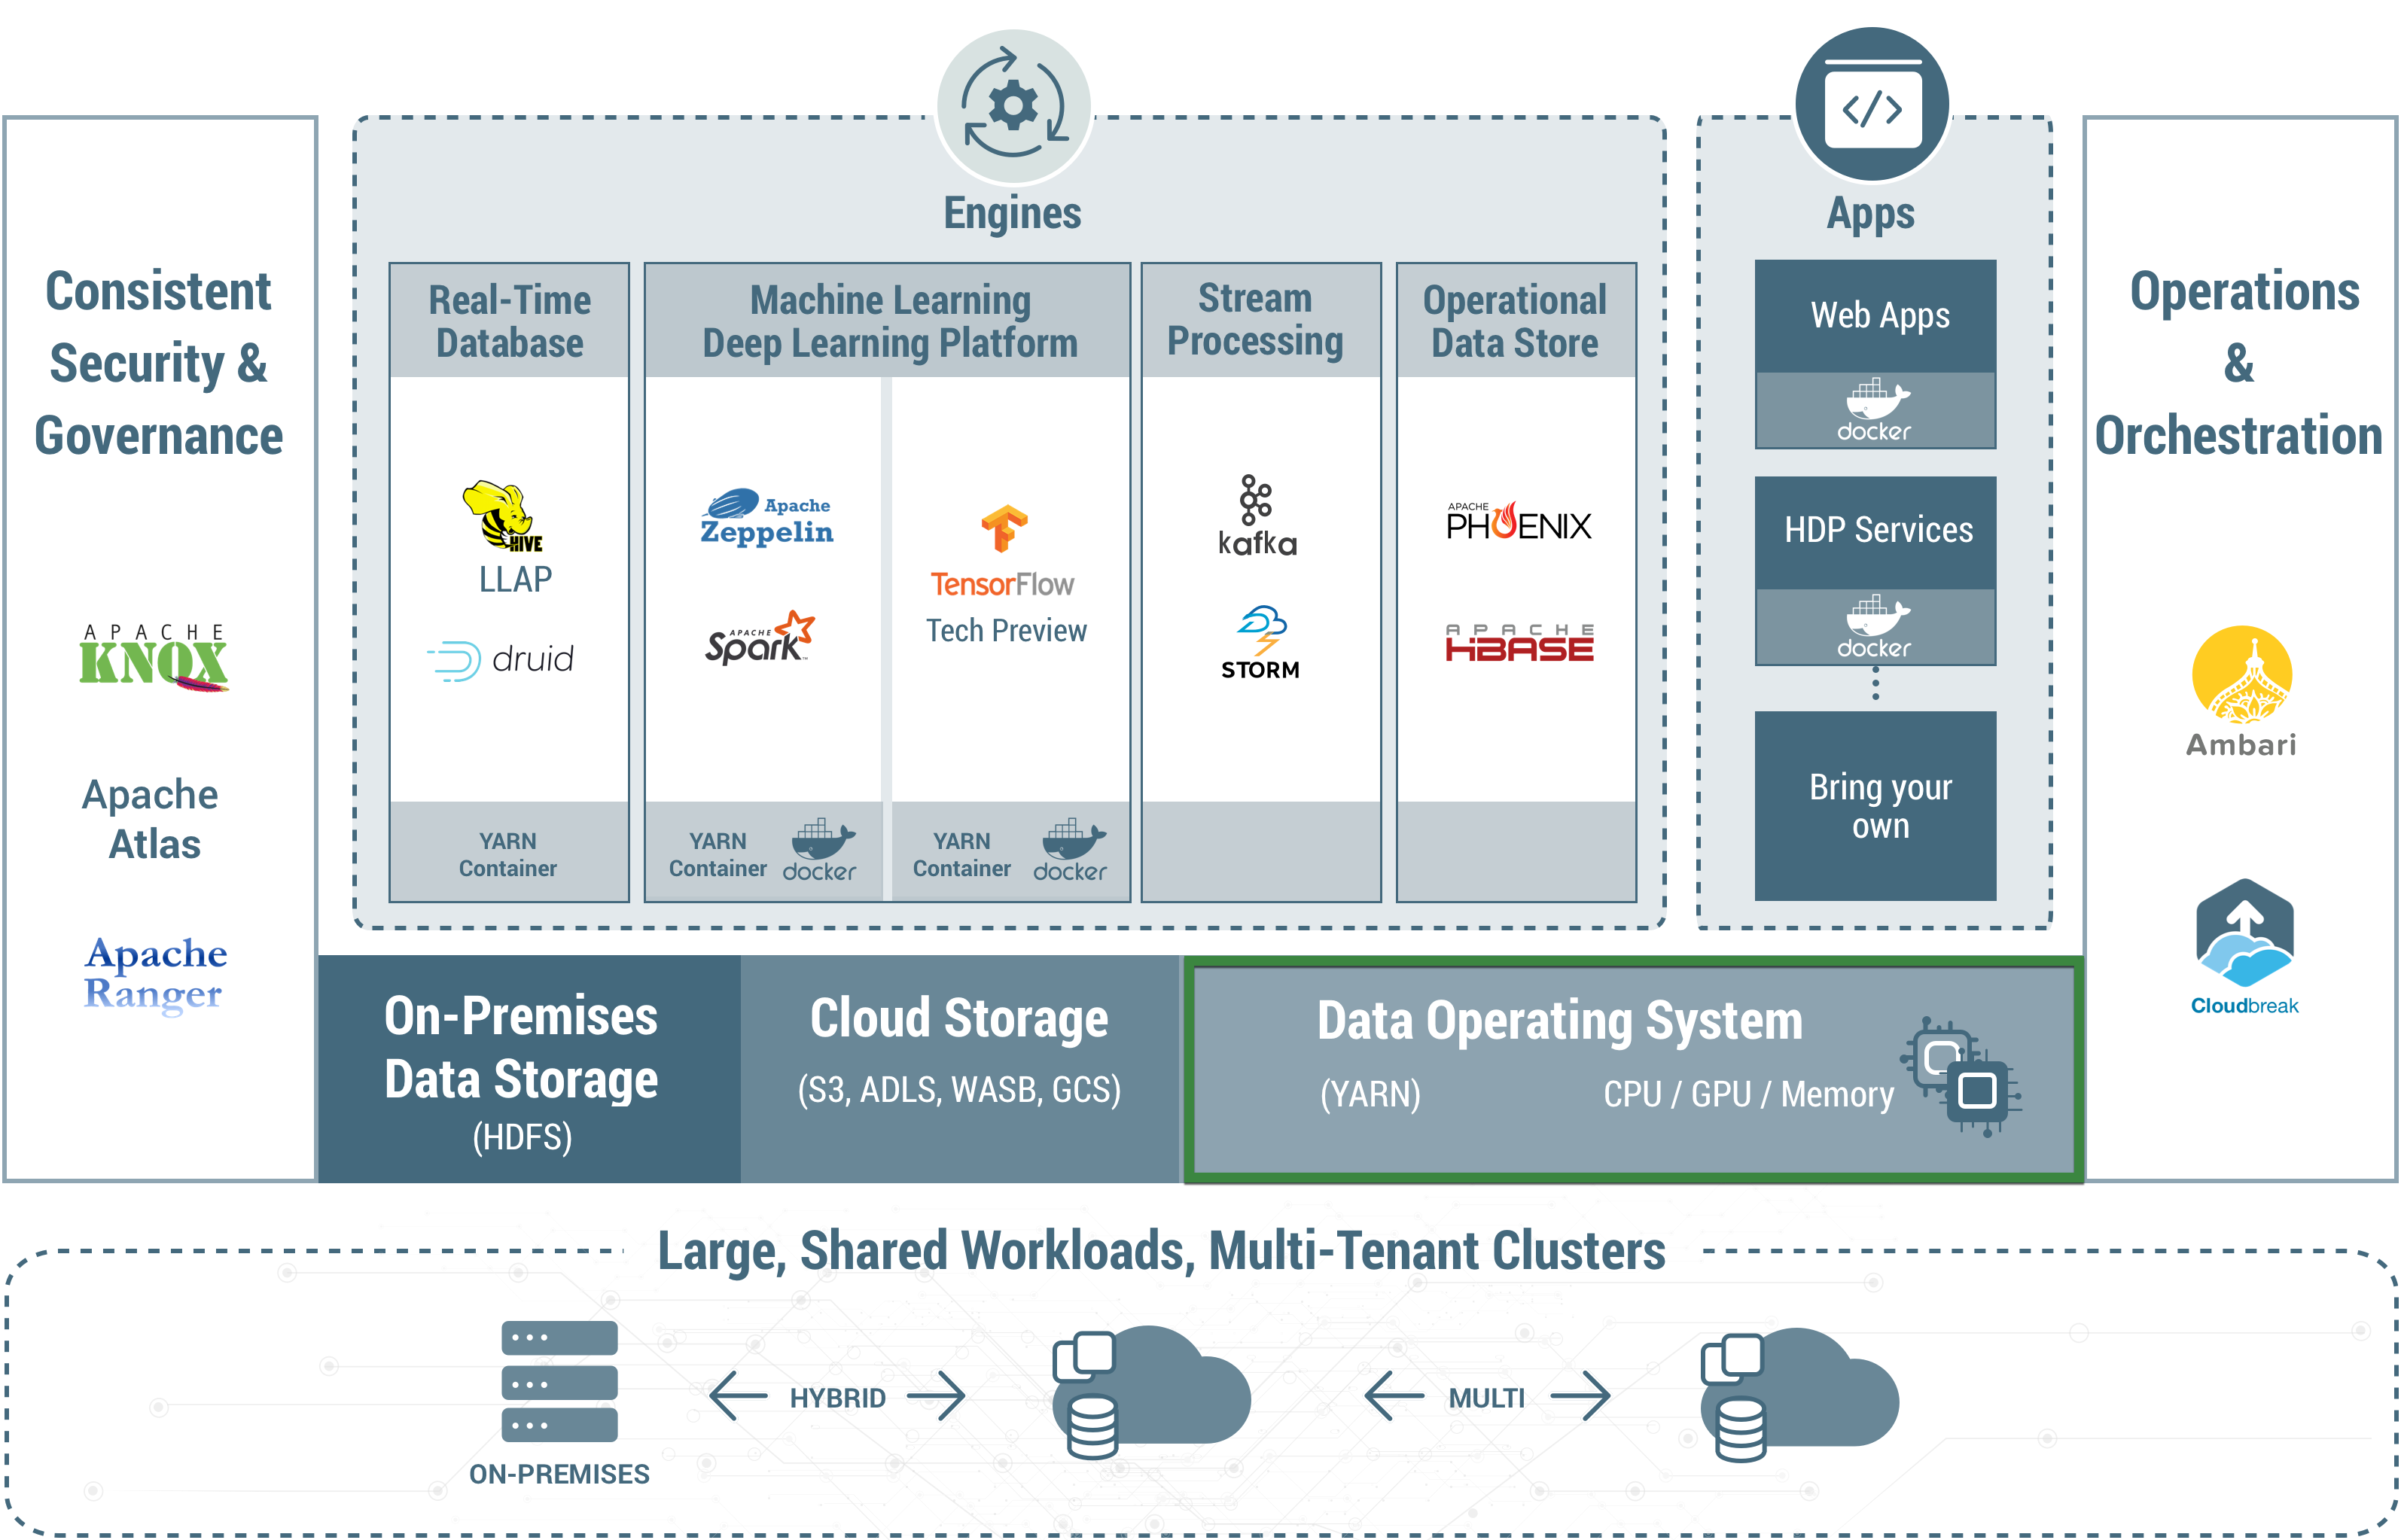 Engines
Apps
Consistent
Security &
Governance
APACHE
KNOX
Apache
Atlas
Apache
Ranger
Real-Time
Database
HIVE
LLAP
druid
YARN
Container
Machine Learning
Deep Learning Platform
Apache
Zeppelin
APACHE
Spark™
YARN
Container
docker
TensorFlow
Tech Preview
YARN
Container
docker
Stream
Processing
kafka
STORM
Operational
Data Store
APACHE
PHOENIX
APACHE
HBASE
Web Apps
docker
HDP Services
docker
Bring your
own
Operations
&
Orchestration
Ambari
Cloudbreak
On-Premises
Data Storage
(HDFS)
Cloud Storage
(S3, ADLS, WASB, GCS)
Data Operating System
(YARN) CPU / GPU / Memory
Large, Shared Workloads, Multi-Tenant Clusters
HYBRID
MULTI
ON-PREMISES